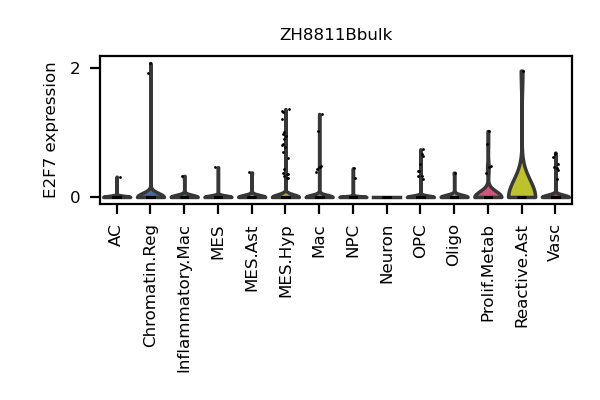 ZH8811Bbulk
E2F7 expression
2
0
AC
Chromatin.Reg
Inflammatory.Mac
MES
MES.Ast
MES.Hyp
Mac
NPC
Neuron
OPC
Oligo
Prolif.Metab
Reactive.Ast
Vasc